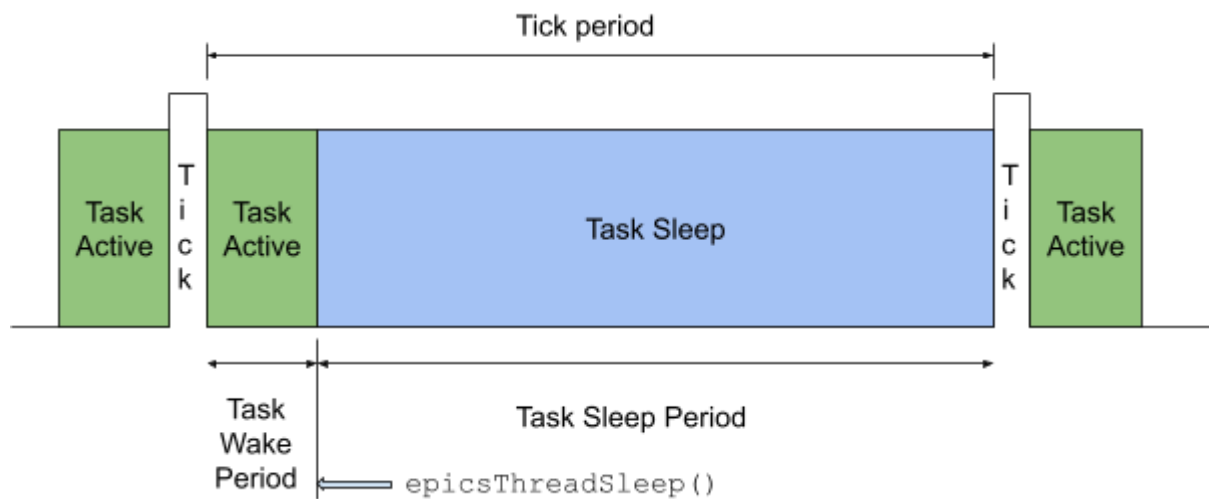 Tick period
Task
Active
T
i
c
k
Task
Active
Task Sleep
T
i
c
k
Task
Active
Task
Wake
Period
Task Sleep Period
epicsThreadSleep()